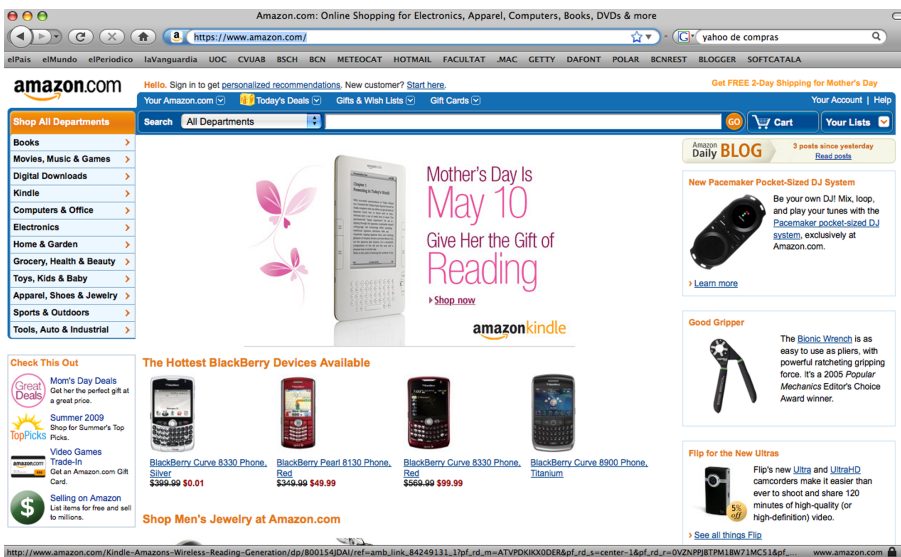 Amazon.com: Online Shopping for Electronics, Apparel, Computers, Books, DVDs & more
https://www.amazon.com/
yahoo de compras
elPais elMundo elPeriodico laVanguardia UOC CVUAB BSCH BCN METEOCAT HOTMAIL FACULTAT .MAC GETTY DAFONT POLAR BCNREST BLOGGER SOFTCATALA
amazon.com
Hello. Sign in to get personalized recommendations. New customer? Start here.
Get FREE 2-Day Shipping for Mother's Day
Your Amazon.com Today's Deals Gifts & Wish Lists Gift Cards
Your Account | Help
Shop All Departments
Search All Departments GO Cart Your Lists
Books
Movies, Music & Games
Digital Downloads
Kindle
Computers & Office
Electronics
Home & Garden
Grocery, Health & Beauty
Toys, Kids & Baby
Apparel, Shoes & Jewelry
Sports & Outdoors
Tools, Auto & Industrial
Mother's Day Is
May 10
Give Her the Gift of
Reading
Shop now
amazonkindle
Amazon
Daily BLOG
3 posts since yesterday
Read posts
New Pacemaker Pocket-Sized DJ System
Be your own DJ! Mix, loop,
and play your tunes with the
Pacemaker pocket-sized DJ
system, exclusively at
Amazon.com.
Learn more
Good Gripper
The Bionic Wrench is as
easy to use as pliers, with
powerful ratcheting gripping
force. It's a 2005 Popular
Mechanics Editor's Choice
Award winner.
Check This Out
Great
Deals
Mom's Day Deals
Get her the perfect gift at
a great price.
TopPicks
Summer 2009
Shop for Summer's Top
Picks.
amazon.com
Video Games
Trade-In
Get an Amazon.com Gift
Card.
Selling on Amazon
List items for free and sell
to millions.
The Hottest BlackBerry Devices Available
BlackBerry Curve 8330 Phone,
Silver
$399.99 $0.01
BlackBerry Pearl 8130 Phone,
Red
$349.99 $49.99
BlackBerry Curve 8330 Phone,
Red
$569.99 $99.99
BlackBerry Curve 8900 Phone,
Titanium
Shop Men's Jewelry at Amazon.com
Flip for the New Ultras
Flip's new Ultra and UltraHD
camcorders make it easier than
ever to shoot and share 120
minutes of high-quality (or
high-definition) video.
5%
off
See all things Flip
www.amazon.com